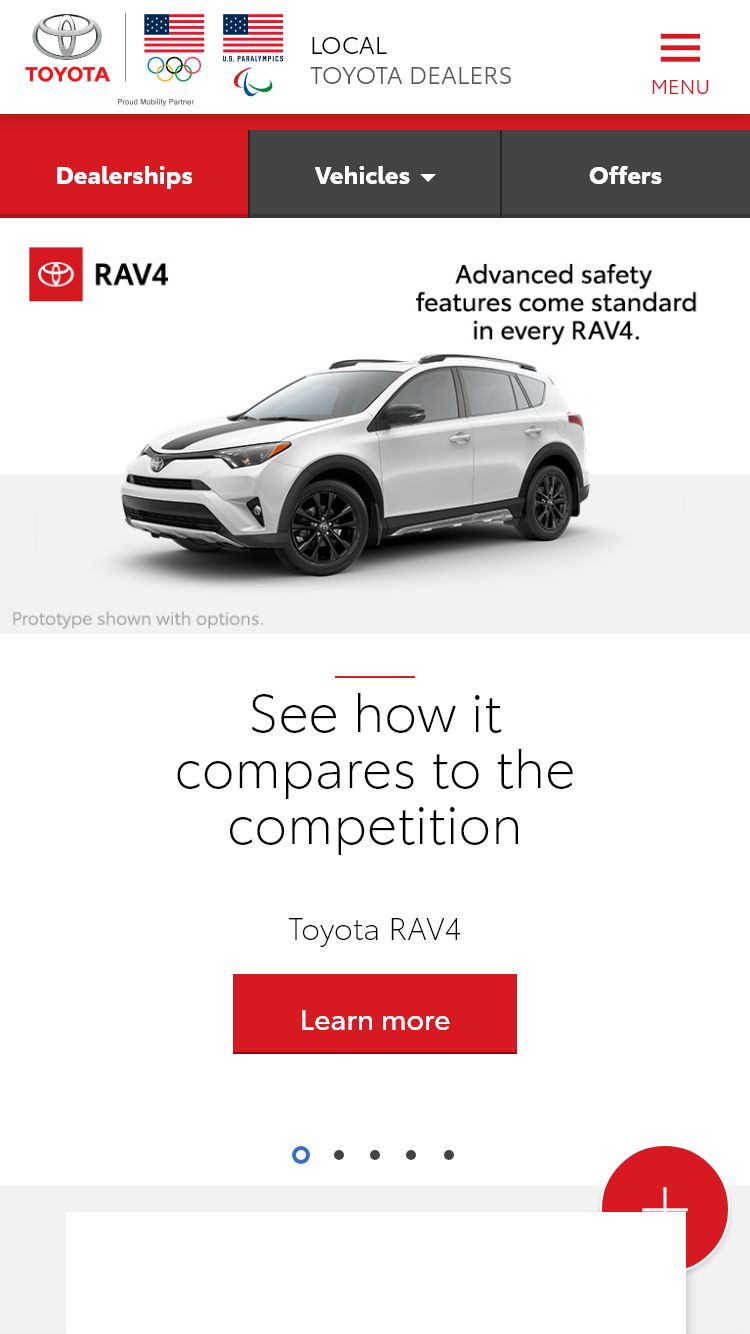 TOYOTA
U.S. PARALYMPICS
Proud Mobility Partner
LOCAL
TOYOTA DEALERS
MENU
Dealerships
Vehicles
Offers
RAV4
Advanced safety
features come standard
in every RAV4.
Prototype shown with options.
See how it
compares to the
competition
Toyota RAV4
Learn more